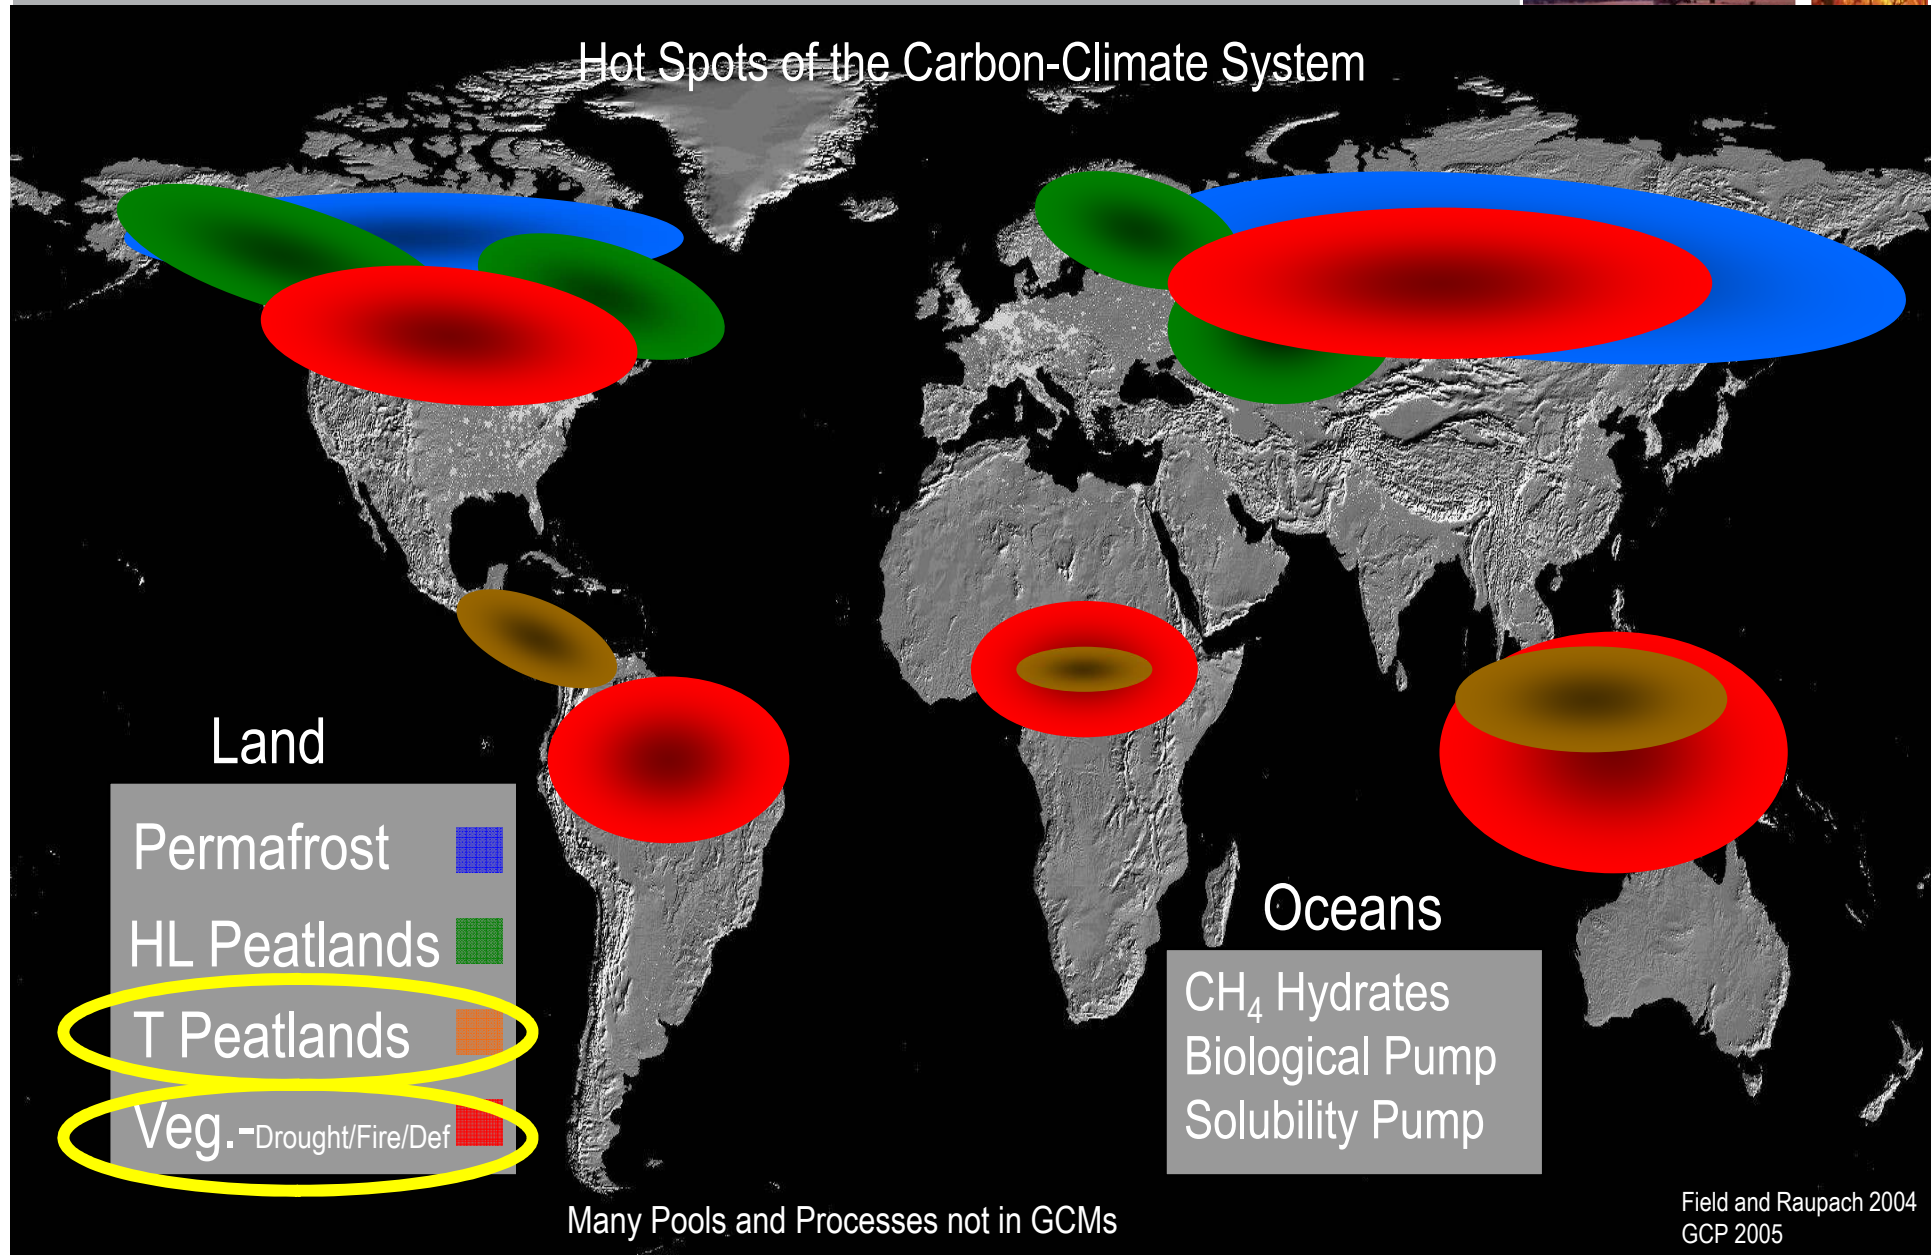 Hot Spots of the Carbon-Climate System
Land
Permafrost
HL Peatlands
T Peatlands
Veg.-Drought/Fire/Def
Oceans
CH₄ Hydrates
Biological Pump
Solubility Pump
Many Pools and Processes not in GCMs
Field and Raupach 2004
GCP 2005